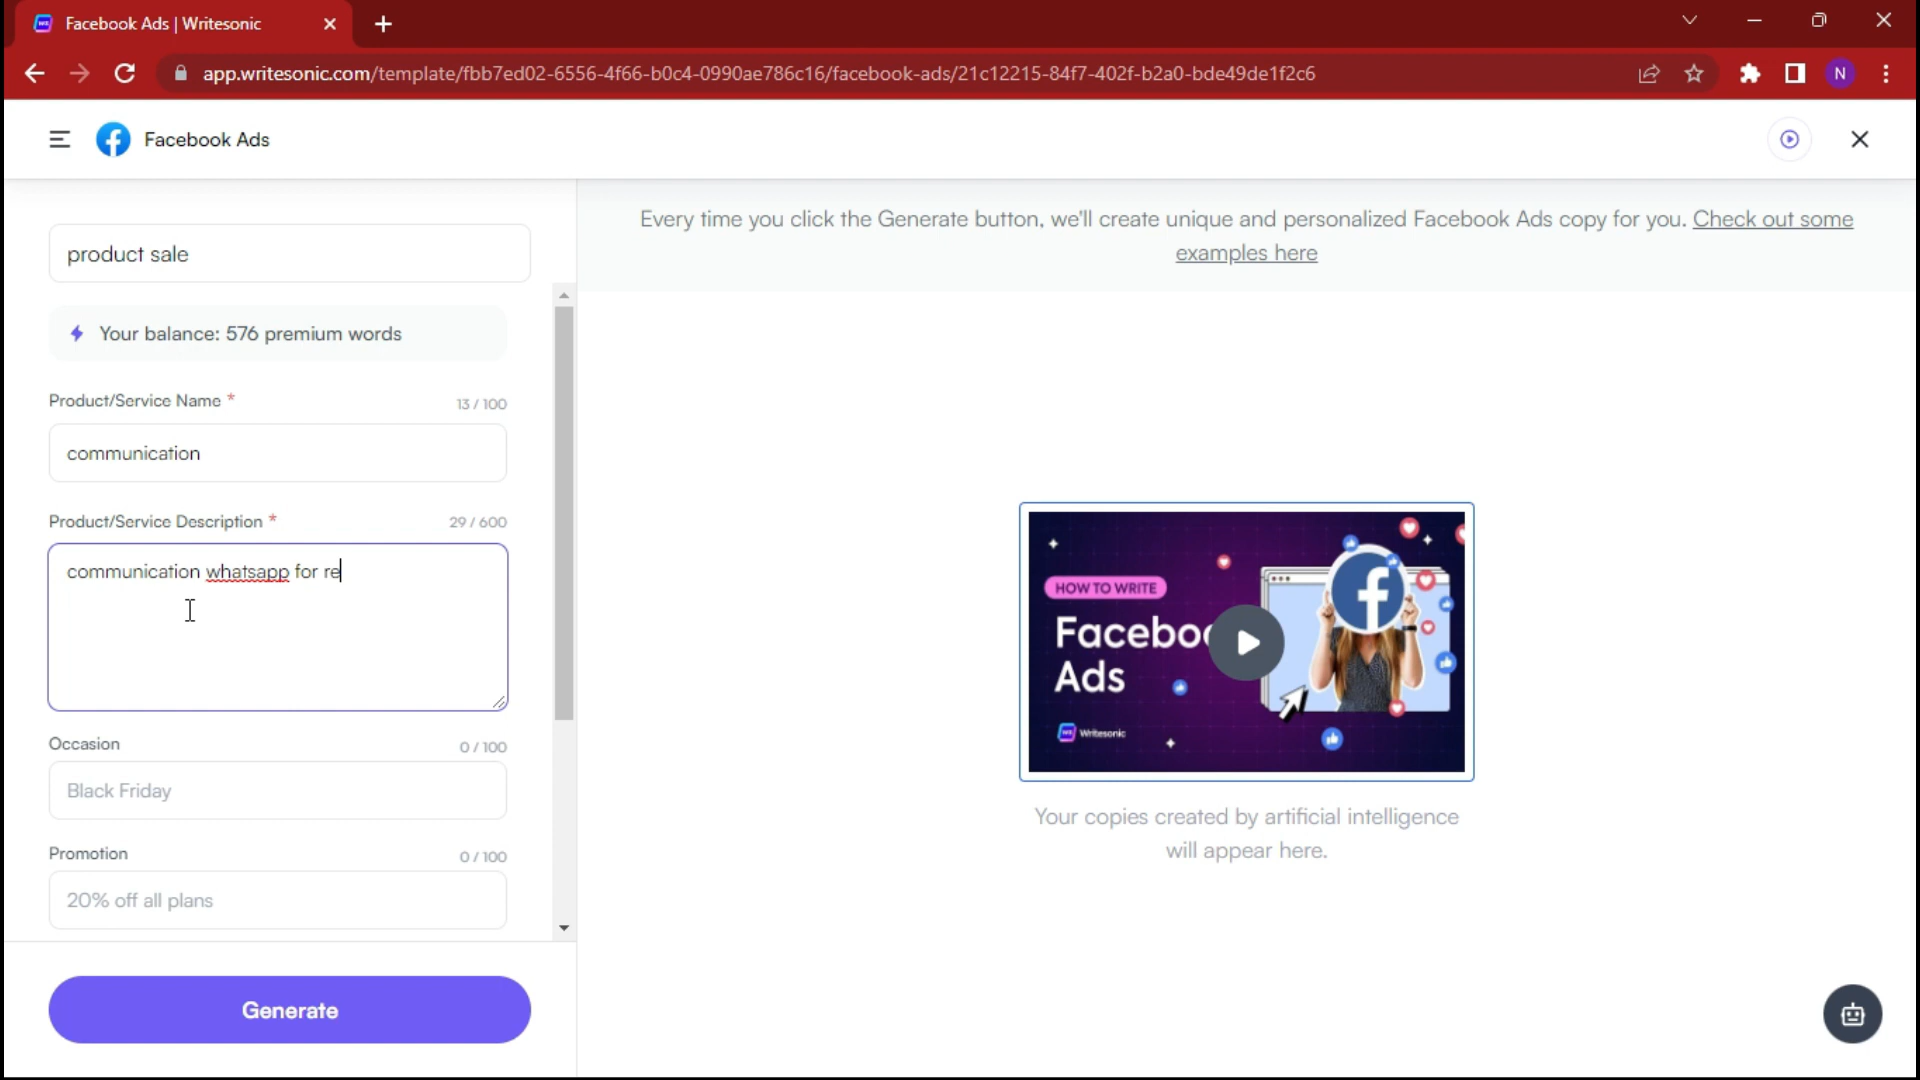 Facebook Ads | Writesonic
app.writesonic.com/template/fbb7ed02-6556-4f66-b0c4-0990ae786c16/facebook-ads/21c12215-84f7-402f-b2a0-bde49de1f2c6
N
Facebook Ads
product sale
Your balance: 576 premium words
Product/Service Name *
13 / 100
communication
Product/Service Description *
29 / 600
communication whatsapp for re
Occasion
0 / 100
Black Friday
Promotion
0 / 100
20% off all plans
Generate
Every time you click the Generate button, we'll create unique and personalized Facebook Ads copy for you. Check out some
examples here
HOW TO WRITE
Faceboo
Ads
Writesonic
Your copies created by artificial intelligence
will appear here.